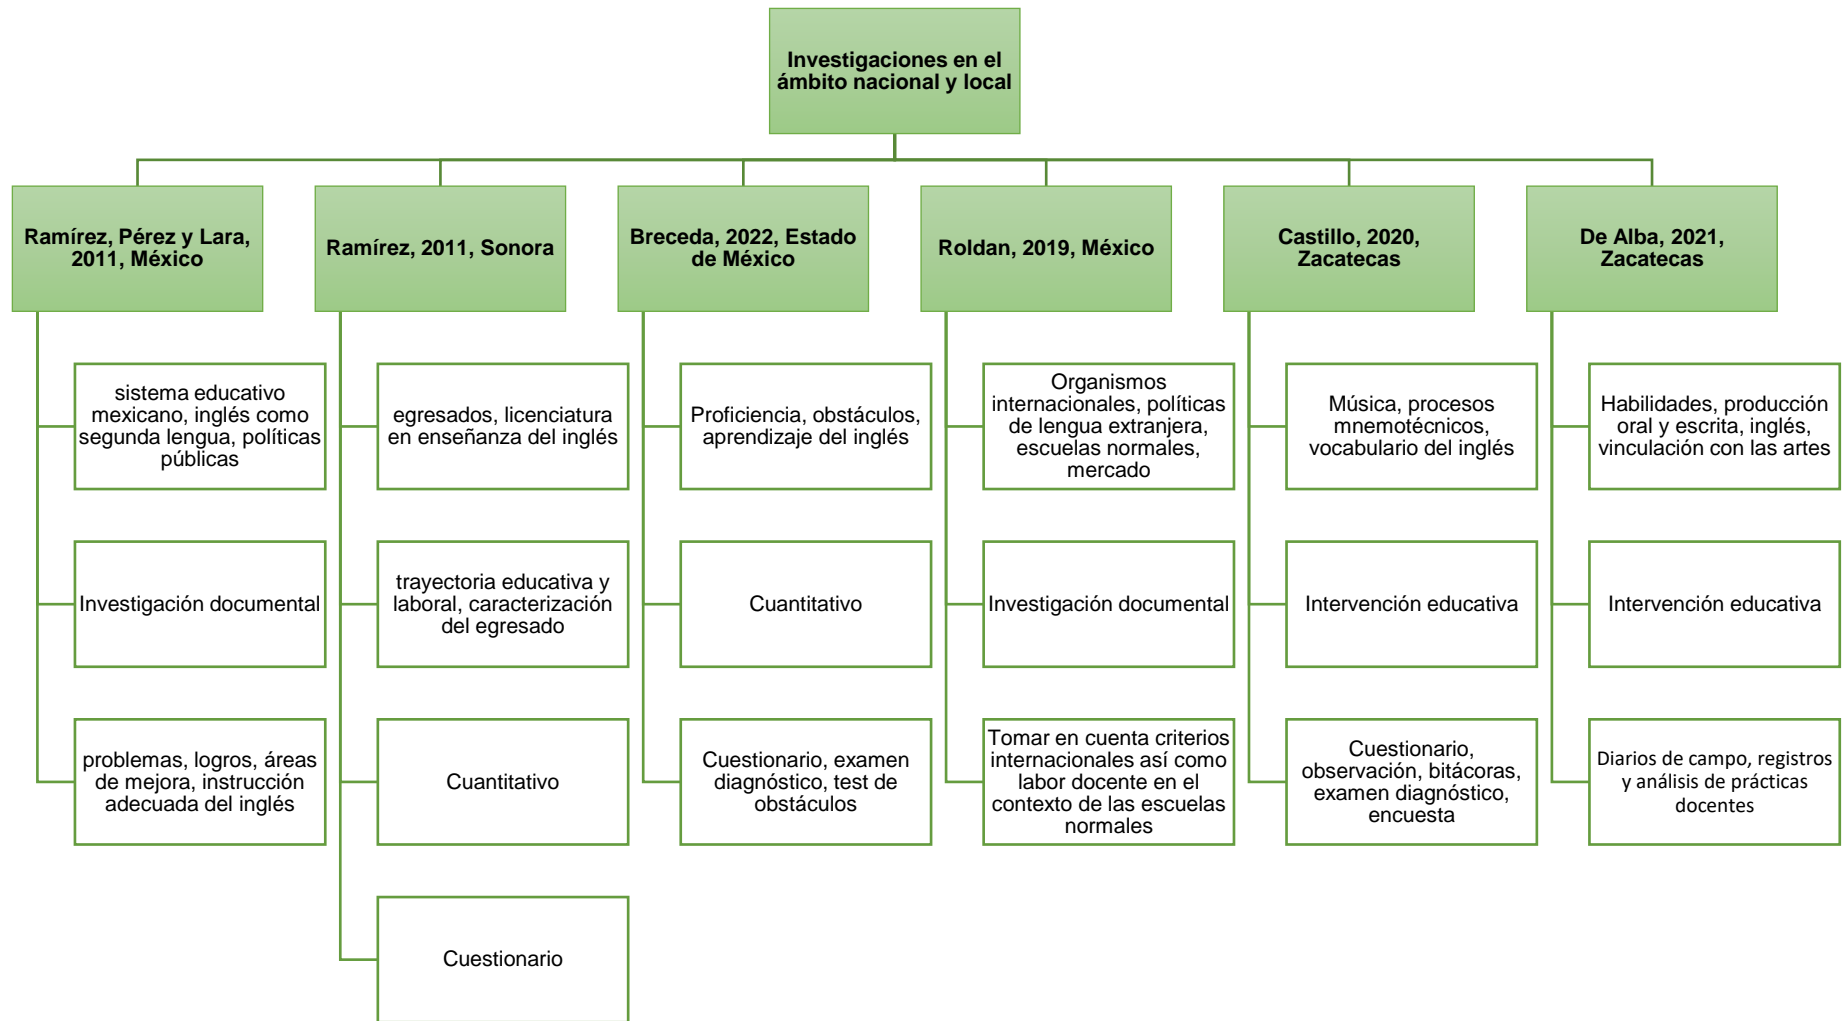 Investigaciones en el
ámbito nacional y local
Ramírez, Pérez y Lara,
2011, México
Ramírez, 2011, Sonora
Breceda, 2022, Estado
de México
Roldan, 2019, México
Castillo, 2020,
Zacatecas
De Alba, 2021,
Zacatecas
sistema educativo
mexicano, inglés como
segunda lengua, políticas
públicas
egresados, licenciatura
en enseñanza del inglés
Proficiencia, obstáculos,
aprendizaje del inglés
Organismos
internacionales, políticas
de lengua extranjera,
escuelas normales,
mercado
Música, procesos
mnemotécnicos,
vocabulario del inglés
Habilidades, producción
oral y escrita, inglés,
vinculación con las artes
Investigación documental
trayectoria educativa y
laboral, caracterización
del egresado
Cuantitativo
Investigación documental
Intervención educativa
Intervención educativa
problemas, logros, áreas
de mejora, instrucción
adecuada del inglés
Cuantitativo
Cuestionario, examen
diagnóstico, test de
obstáculos
Tomar en cuenta criterios
internacionales así como
labor docente en el
contexto de las escuelas
normales
Cuestionario,
observación, bitácoras,
examen diagnóstico,
encuesta
Diarios de campo, registros
y análisis de prácticas
docentes
Cuestionario